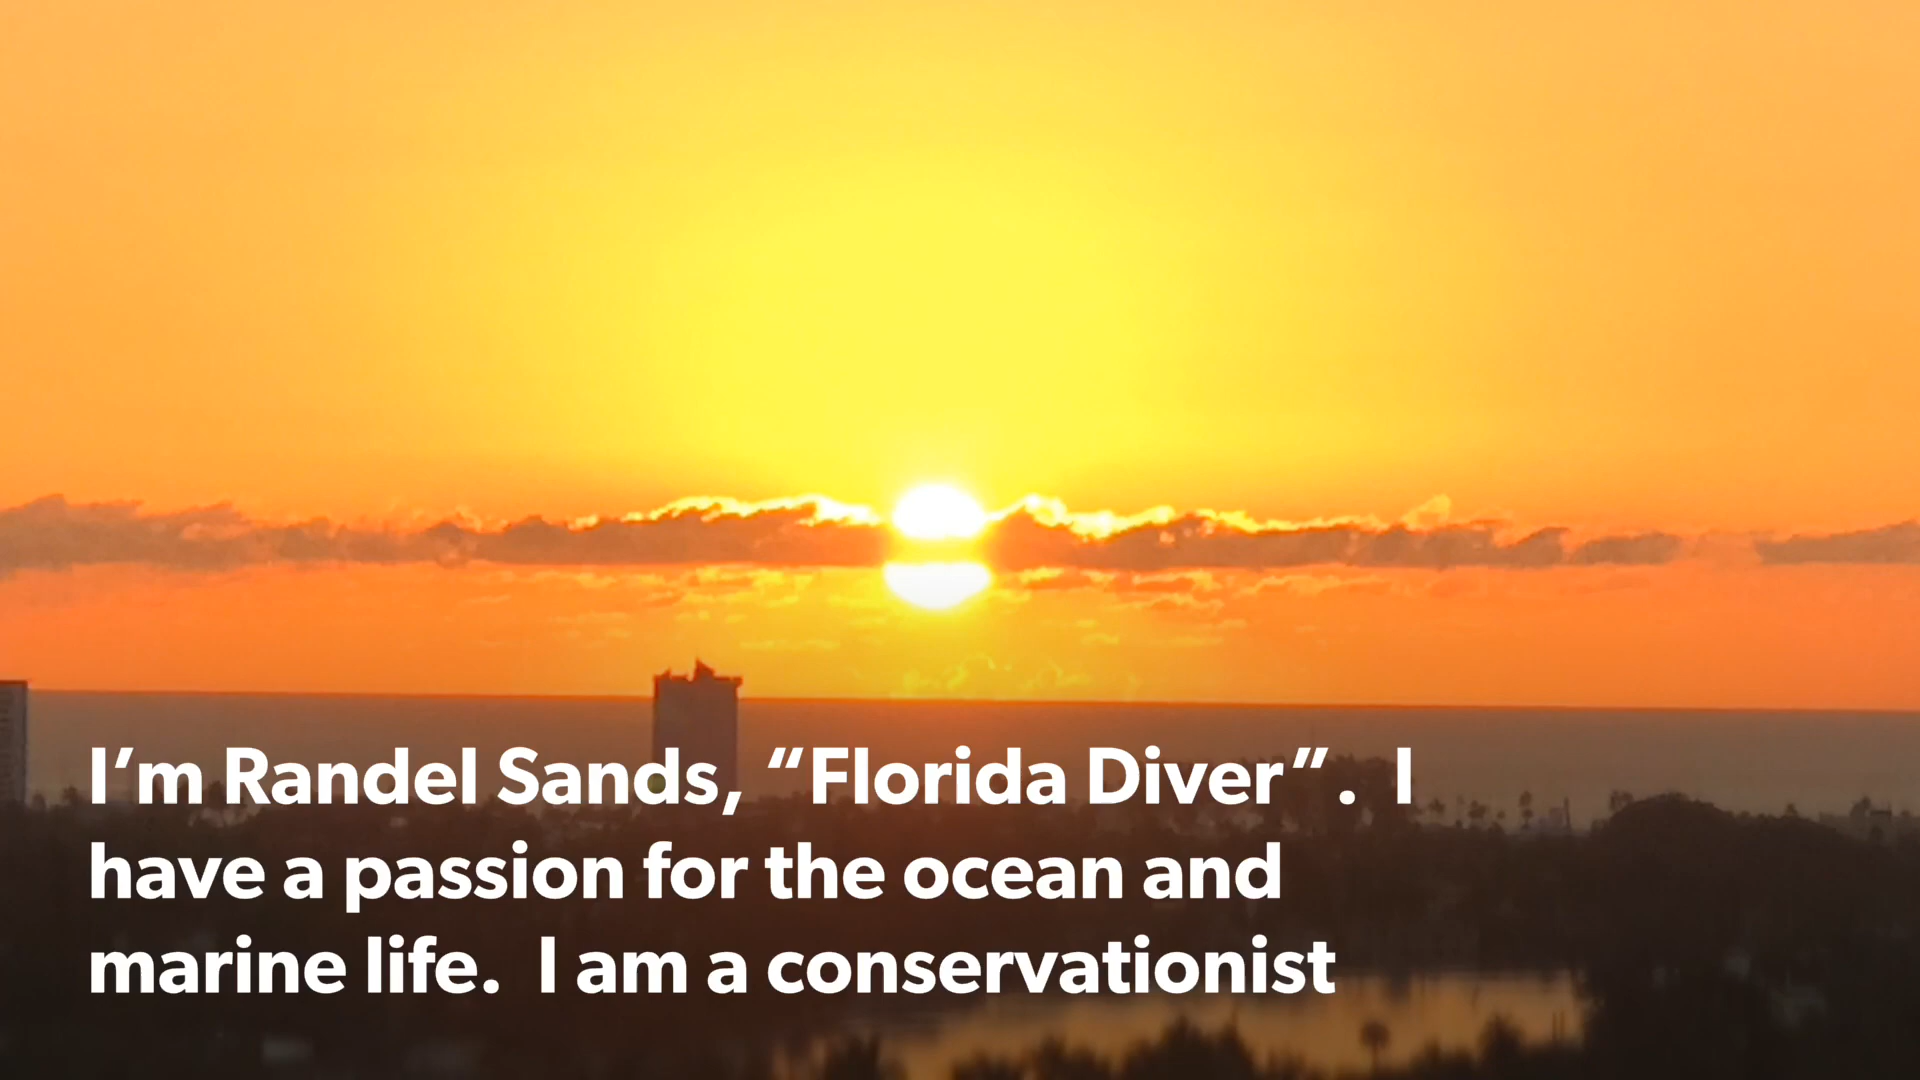 I’m Randel Sands, “Florida Diver”.  I
have a passion for the ocean and
marine life.  I am a conservationist